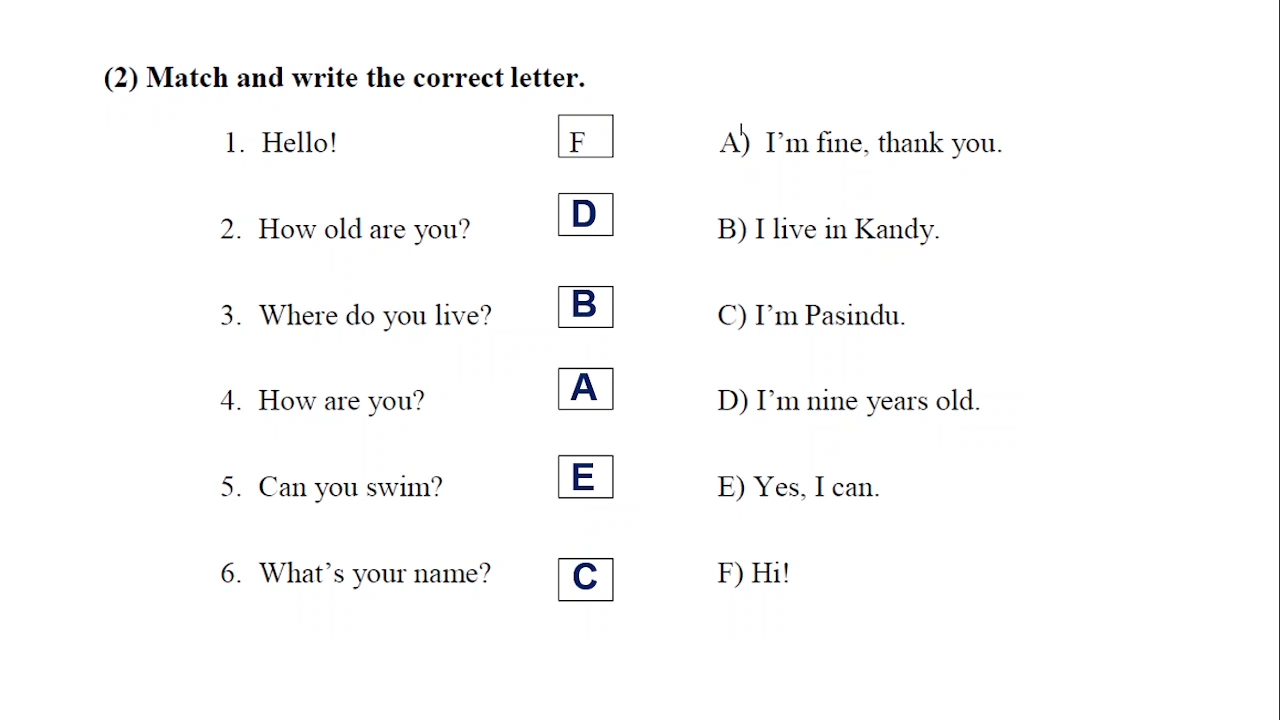 (2) Match and write the correct letter.
1. Hello! F A) I’m fine, thank you.
2. How old are you? D B) I live in Kandy.
3. Where do you live? B C) I’m Pasindu.
4. How are you? A D) I’m nine years old.
5. Can you swim? E E) Yes, I can.
6. What’s your name? C F) Hi!